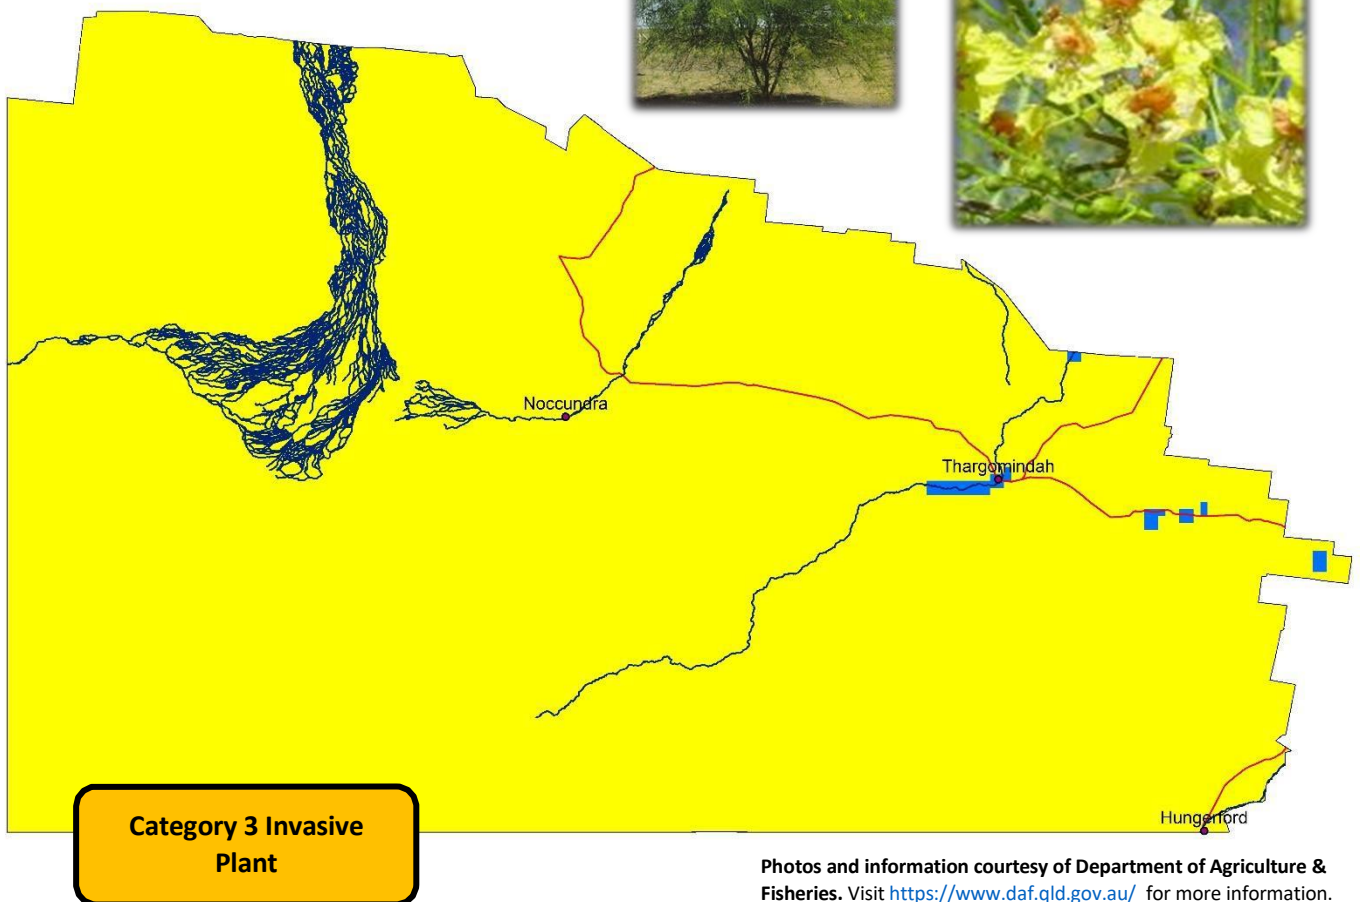 Noccundra
Thargomindah
Hungerford
Category 3 Invasive
Plant
Photos and information courtesy of Department of Agriculture &
Fisheries. Visit https://www.daf.qld.gov.au/ for more information.